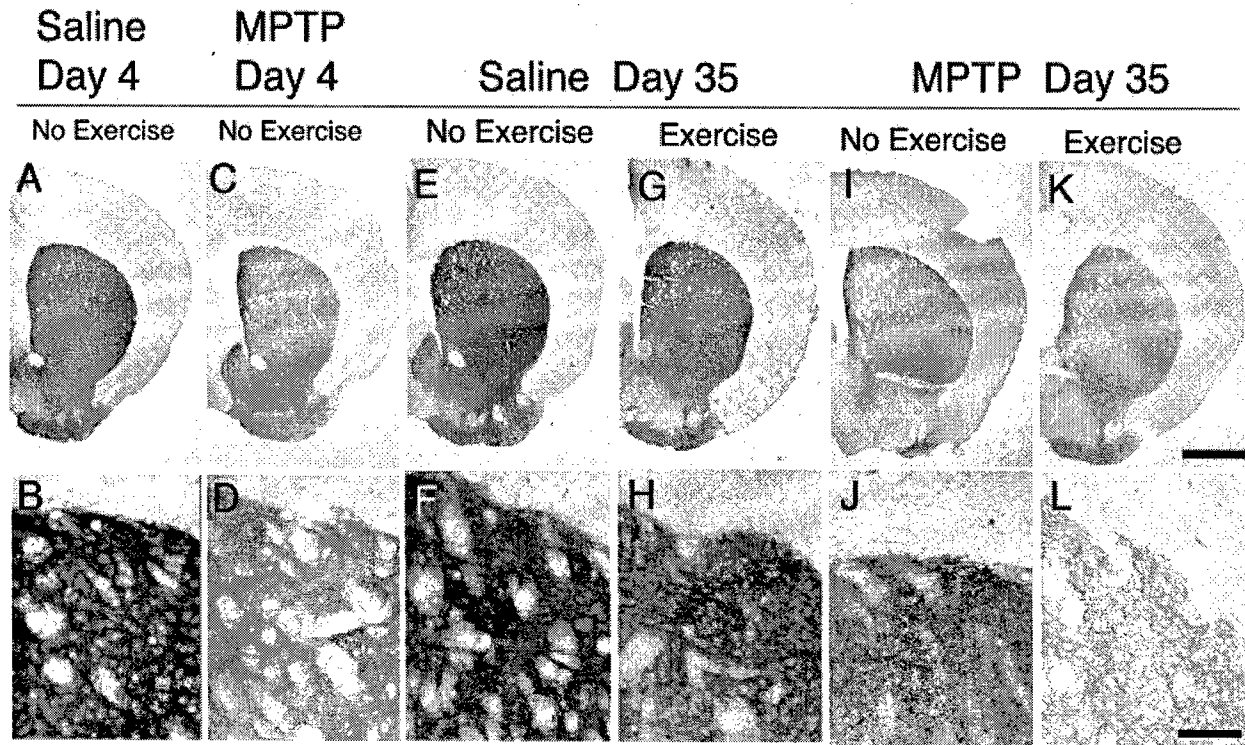 Saline MPTP
Day 4 Day 4 Saline Day 35 MPTP Day 35
No Exercise No Exercise No Exercise Exercise No Exercise Exercise
A C E G I K
B D F H J L